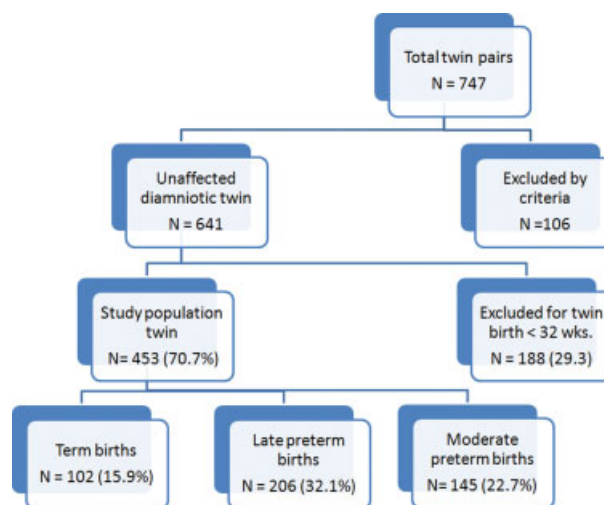 Total twin pairs
N = 747
Unaffected
diamniotic twin
N = 641
Excluded by
criteria
N =106
Study population
twin
N= 453 (70.7%)
Excluded for twin
birth < 32 wks.
N = 188 (29.3)
Term births
N = 102 (15.9%)
Late preterm
births
N = 206 (32.1%)
Moderate
preterm births
N= 145 (22.7%)